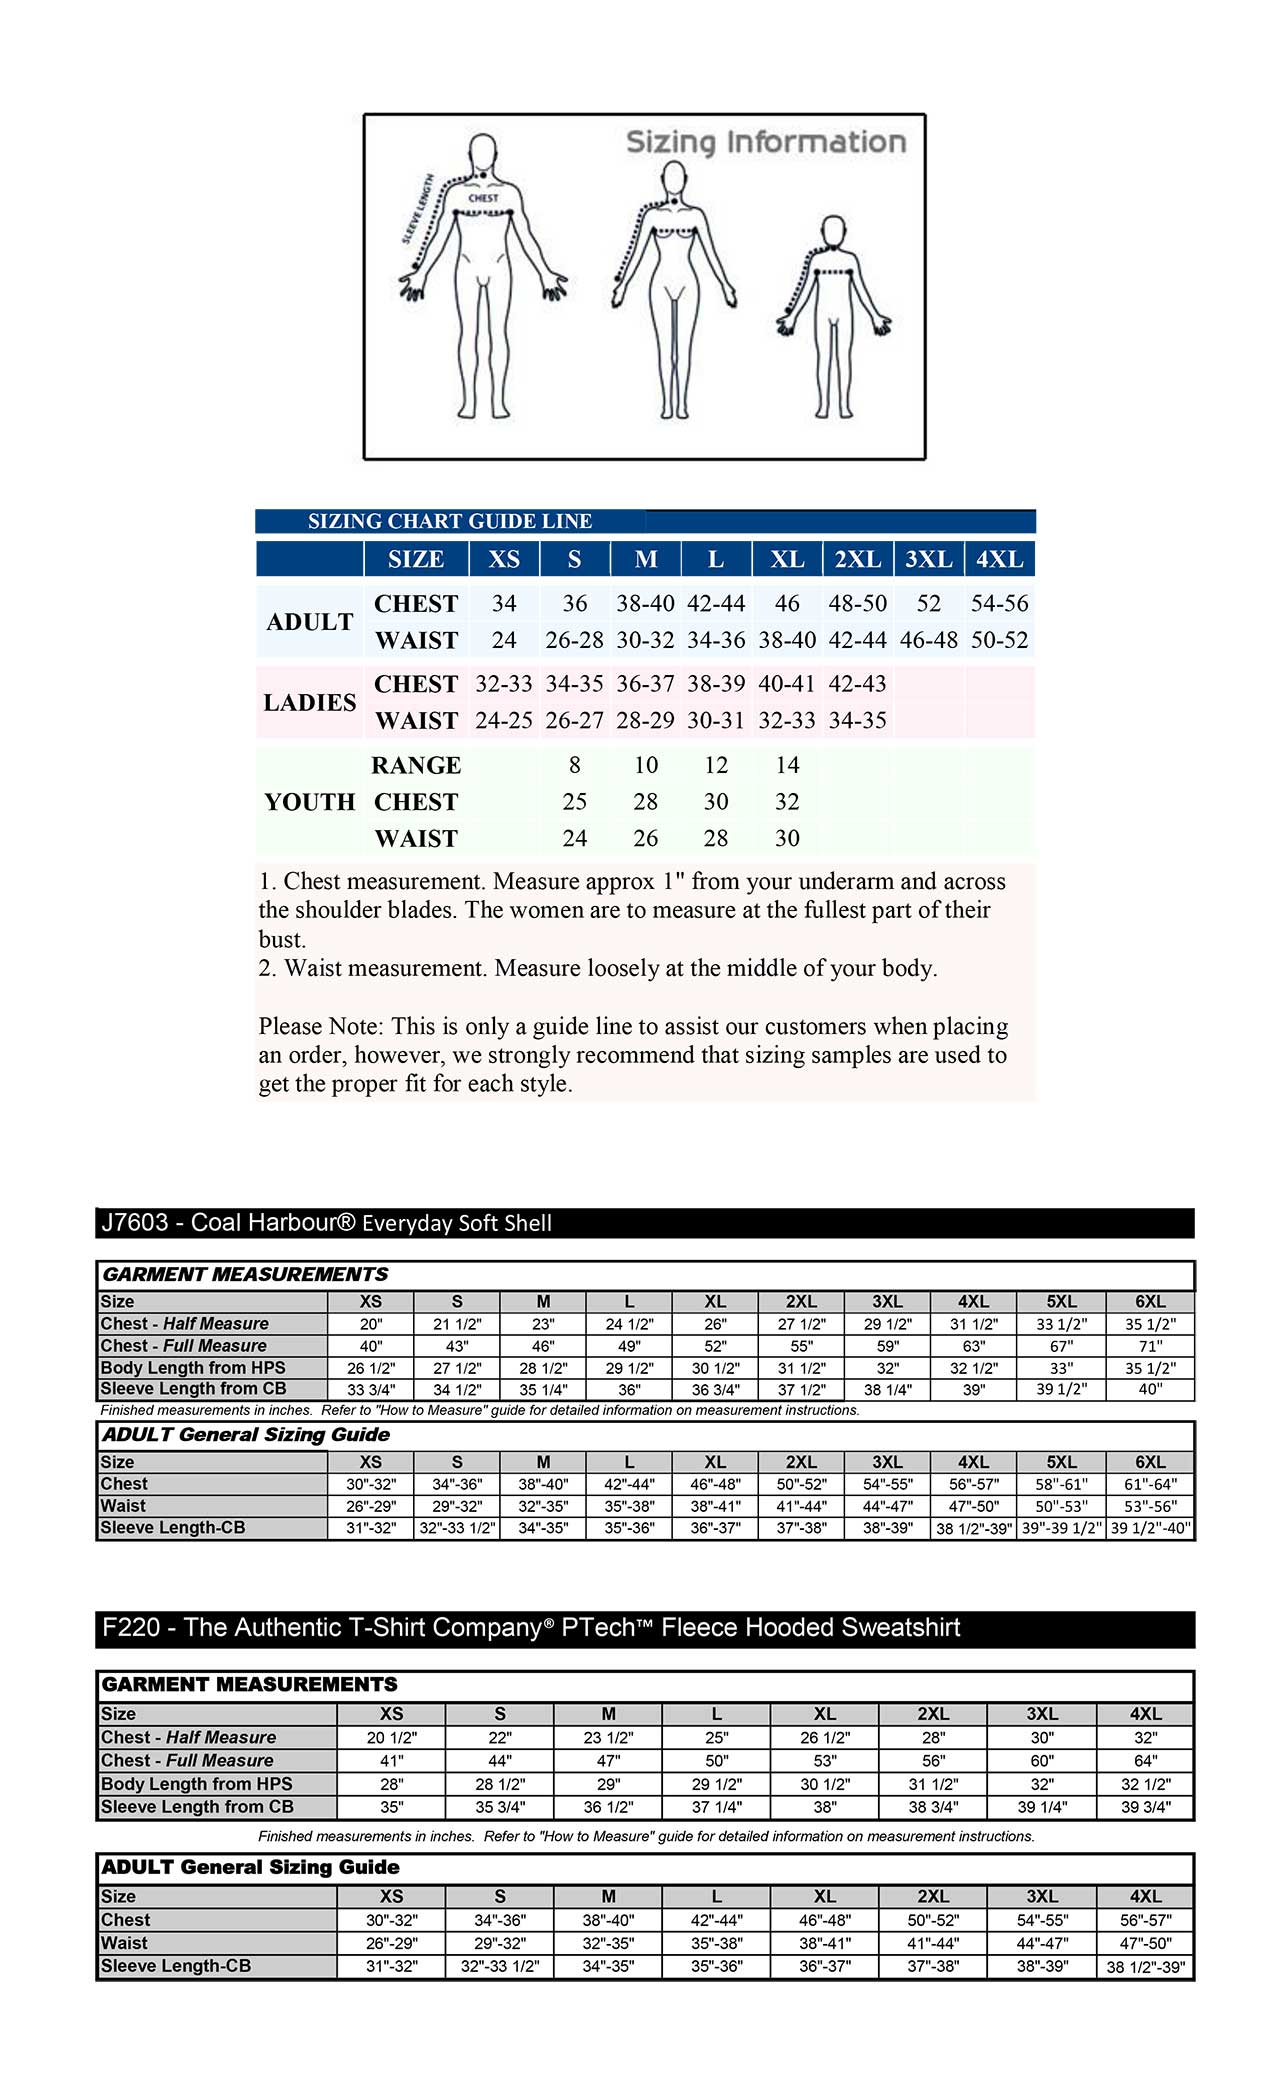 Sizing Information
SLEEVE LENGTH
CHEST
SIZING CHART GUIDE LINE
SIZE XS S M L XL 2XL 3XL 4XL
ADULT
CHEST 34 36 38-40 42-44 46 48-50 52 54-56
WAIST 24 26-28 30-32 34-36 38-40 42-44 46-48 50-52
LADIES
CHEST 32-33 34-35 36-37 38-39 40-41 42-43
WAIST 24-25 26-27 28-29 30-31 32-33 34-35
RANGE 8 10 12 14
YOUTH CHEST 25 28 30 32
WAIST 24 26 28 30
1. Chest measurement. Measure approx 1" from your underarm and across
the shoulder blades. The women are to measure at the fullest part of their
bust.
2. Waist measurement. Measure loosely at the middle of your body.
Please Note: This is only a guide line to assist our customers when placing
an order, however, we strongly recommend that sizing samples are used to
get the proper fit for each style.
J7603 - Coal Harbour® Everyday Soft Shell
GARMENT MEASUREMENTS
Size XS S M L XL 2XL 3XL 4XL 5XL 6XL
Chest - Half Measure 20" 21 1/2" 23" 24 1/2" 26" 27 1/2" 29 1/2" 31 1/2" 33 1/2" 35 1/2"
Chest - Full Measure 40" 43" 46" 49" 52" 55" 59" 63" 67" 71"
Body Length from HPS 26 1/2" 27 1/2" 28 1/2" 29 1/2" 30 1/2" 31 1/2" 32" 32 1/2" 33" 35 1/2"
Sleeve Length from CB 33 3/4" 34 1/2" 35 1/4" 36" 36 3/4" 37 1/2" 38 1/4" 39" 39 1/2" 40"
Finished measurements in inches. Refer to "How to Measure" guide for detailed information on measurement instructions.
ADULT General Sizing Guide
Size XS S M L XL 2XL 3XL 4XL 5XL 6XL
Chest 30"-32" 34"-36" 38"-40" 42"-44" 46"-48" 50"-52" 54"-55" 56"-57" 58"-61" 61"-64"
Waist 26"-29" 29"-32" 32"-35" 35"-38" 38"-41" 41"-44" 44"-47" 47"-50" 50"-53" 53"-56"
Sleeve Length-CB 31"-32" 32"-33 1/2" 34"-35" 35"-36" 36"-37" 37"-38" 38"-39" 38 1/2"-39" 39"-39 1/2" 39 1/2"-40"
F220 - The Authentic T-Shirt Company® PTech™ Fleece Hooded Sweatshirt
GARMENT MEASUREMENTS
Size XS S M L XL 2XL 3XL 4XL
Chest - Half Measure 20 1/2" 22" 23 1/2" 25" 26 1/2" 28" 30" 32"
Chest - Full Measure 41" 44" 47" 50" 53" 56" 60" 64"
Body Length from HPS 28" 28 1/2" 29" 29 1/2" 30 1/2" 31 1/2" 32" 32 1/2"
Sleeve Length from CB 35" 35 3/4" 36 1/2" 37 1/4" 38" 38 3/4" 39 1/4" 39 3/4"
Finished measurements in inches. Refer to "How to Measure" guide for detailed information on measurement instructions.
ADULT General Sizing Guide
Size XS S M L XL 2XL 3XL 4XL
Chest 30"-32" 34"-36" 38"-40" 42"-44" 46"-48" 50"-52" 54"-55" 56"-57"
Waist 26"-29" 29"-32" 32"-35" 35"-38" 38"-41" 41"-44" 44"-47" 47"-50"
Sleeve Length-CB 31"-32" 32"-33 1/2" 34"-35" 35"-36" 36"-37" 37"-38" 38"-39" 38 1/2"-39"